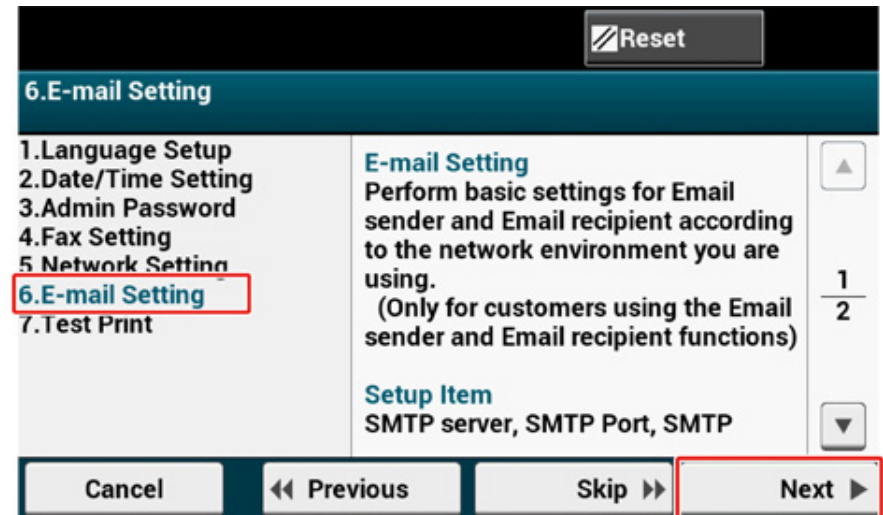 Reset
6.E-mail Setting
1.Language Setup
2.Date/Time Setting
3.Admin Password
4.Fax Setting
5.Network Setting
6.E-mail Setting
7.Test Print
E-mail Setting
Perform basic settings for Email
sender and Email recipient according
to the network environment you are
using.
(Only for customers using the Email
sender and Email recipient functions)
Setup Item
SMTP server, SMTP Port, SMTP
1
2
Cancel
Previous
Skip
Next